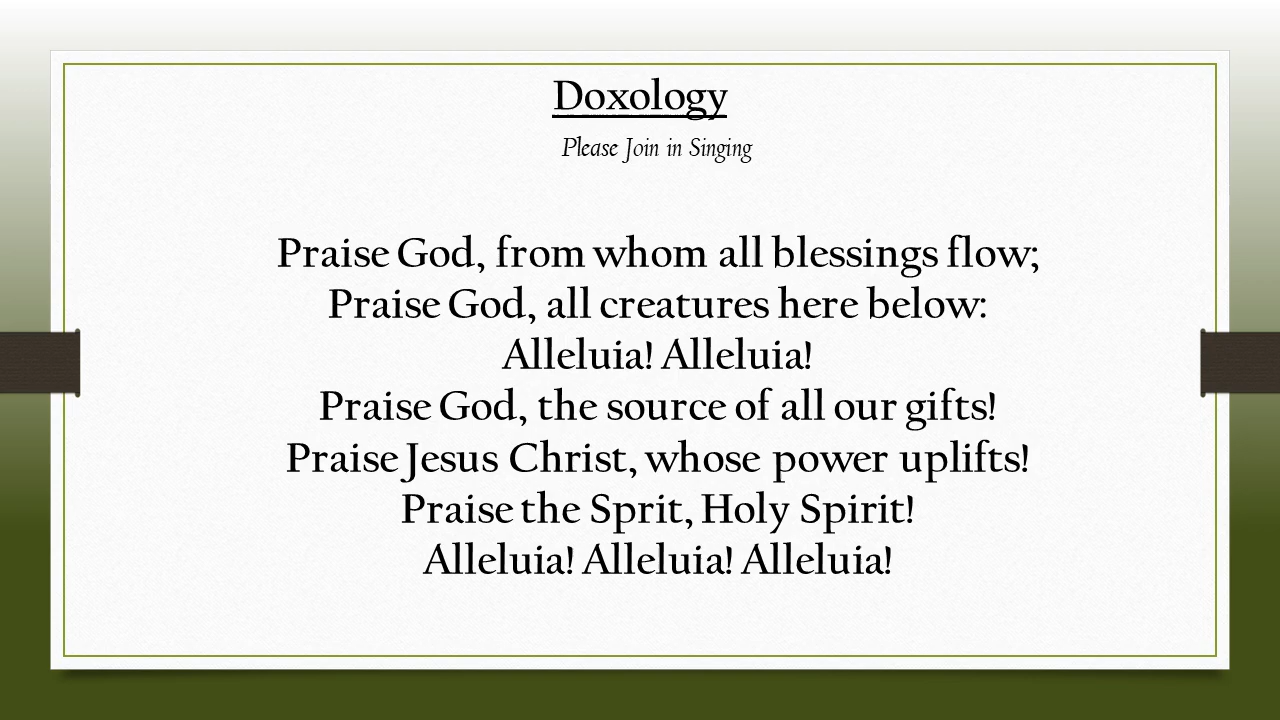 Doxology
Please Join in Singing
Praise God, from whom all blessings flow;
Praise God, all creatures here below:
Alleluia! Alleluia!
Praise God, the source of all our gifts!
Praise Jesus Christ, whose power uplifts!
Praise the Sprit, Holy Spirit!
Alleluia! Alleluia! Alleluia!